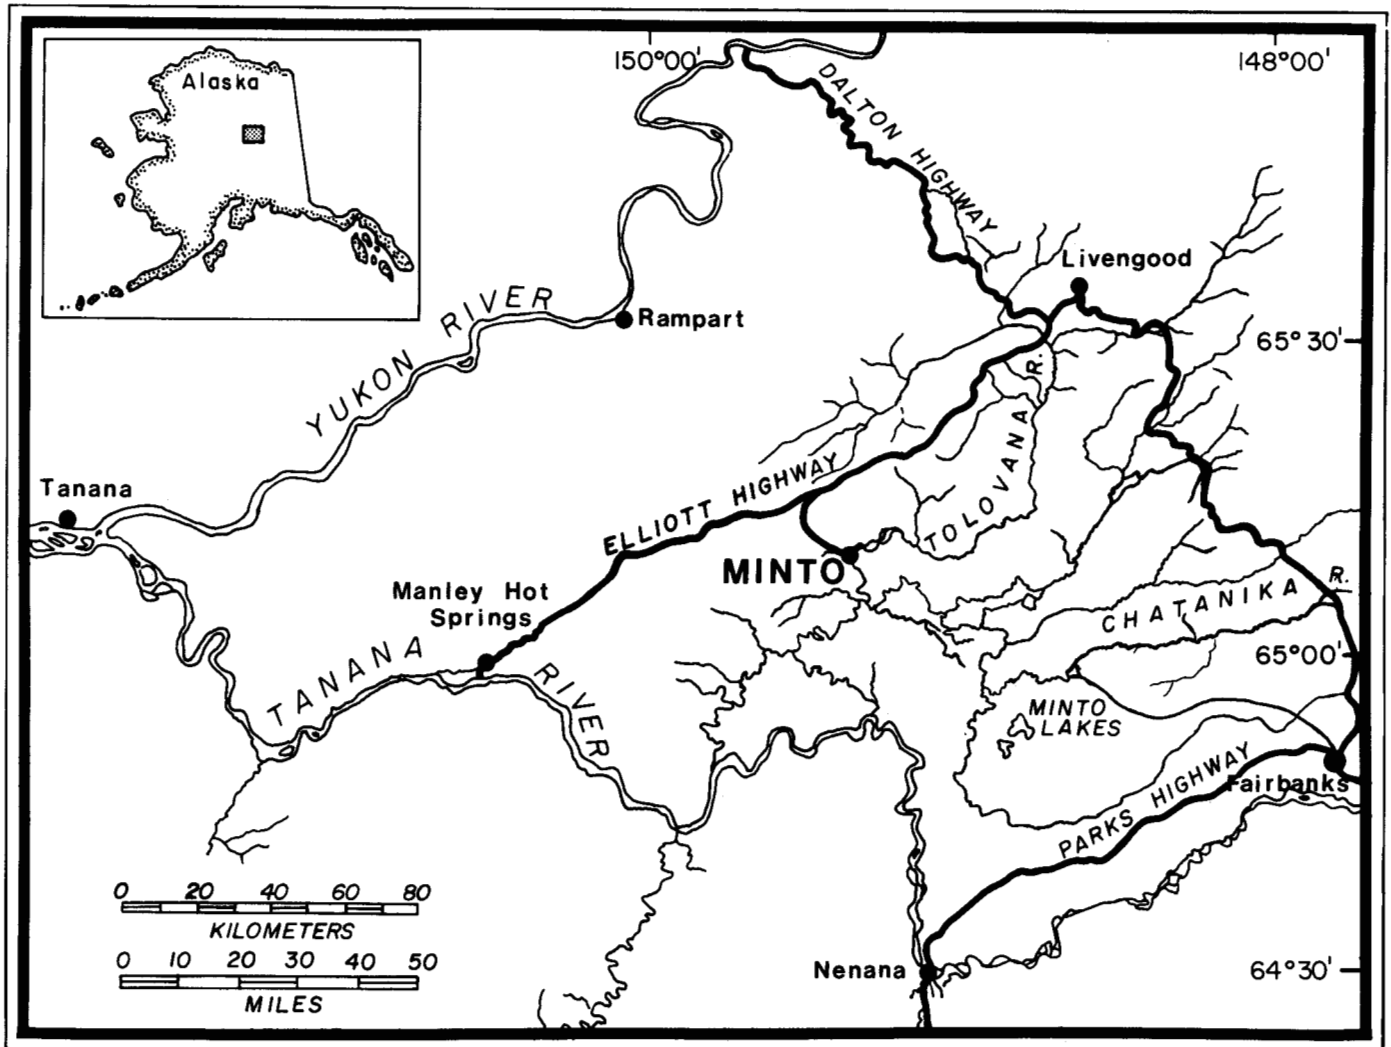 Alaska
150°00'
148°00'
DALTON HIGHWAY
Livengood
YUKON RIVER
Rampart
65°30'
TOLOVANA R.
Tanana
ELLIOTT HIGHWAY
MINTO
Manley Hot
Springs
CHATANIKA R.
65°00'
TANANA RIVER
MINTO
LAKES
PARKS HIGHWAY
Fairbanks
0 20 40 60 80
KILOMETERS
0 10 20 30 40 50
MILES
Nenana
64°30'